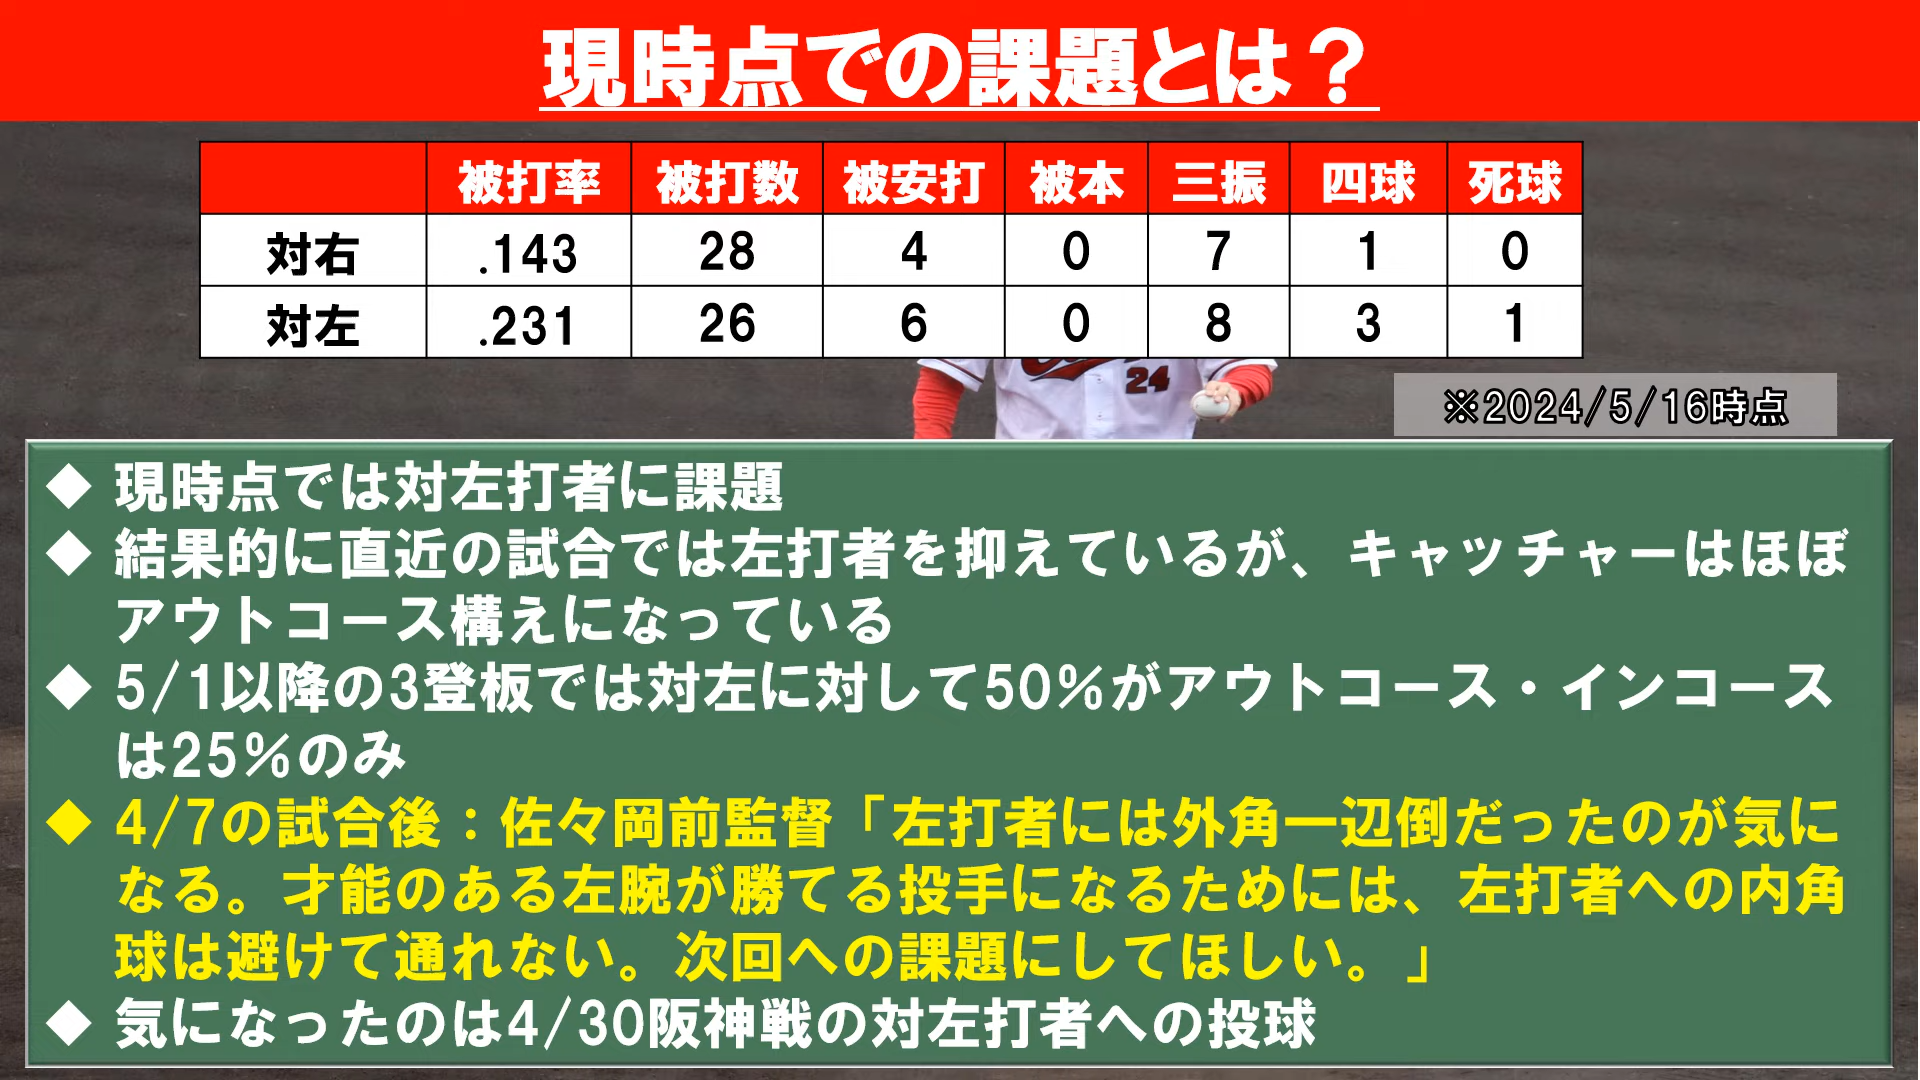 現時点での課題とは？
被打率 被打数 被安打 被本 三振 四球 死球
対右 .143 28 4 0 7 1 0
対左 .231 26 6 0 8 3 1
24
※2024/5/16時点
◆ 現時点では対左打者に課題
◆ 結果的に直近の試合では左打者を抑えているが、キャッチャーはほぼ
アウトコース構えになっている
◆ 5/1以降の3登板では対左に対して50%がアウトコース・インコース
は25%のみ
◆ 4/7の試合後：佐々岡前監督「左打者には外角一辺倒だったのが気に
なる。才能のある左腕が勝てる投手になるためには、左打者への内角
球は避けて通れない。次回への課題にしてほしい。」
◆ 気になったのは4/30阪神戦の対左打者への投球